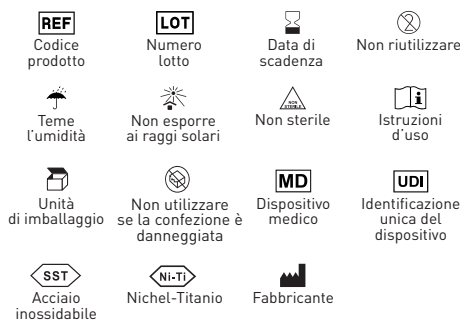 REF
Codice
prodotto
LOT
Numero
lotto
Data di
scadenza
2
Non riutilizzare
Teme
l'umidità
Non esporre
ai raggi solari
NON
STERILE
Non sterile
i
Istruzioni
d'uso
Unità
di imballaggio
Non utilizzare
se la confezione è
danneggiata
MD
Dispositivo
medico
UDI
Identificazione
unica del
dispositivo
SST
Acciaio
inossidabile
Ni-Ti
Nichel-Titanio
Fabbricante